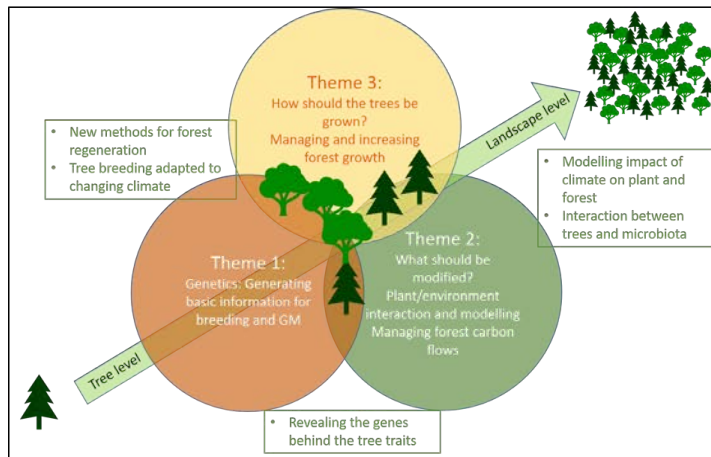 Theme 3:
How should the trees be
grown?
Managing and increasing
forest growth
Landscape level
• New methods for forest
regeneration
• Tree breeding adapted to
changing climate
• Modelling impact of
climate on plant and
forest
• Interaction between
trees and microbiota
Theme 1:
Genetics: Generating
basic information for
breeding and GM
Theme 2:
What should be
modified?
Plant/environment
interaction and modelling
Managing forest carbon
flows
Tree level
• Revealing the genes
behind the tree traits